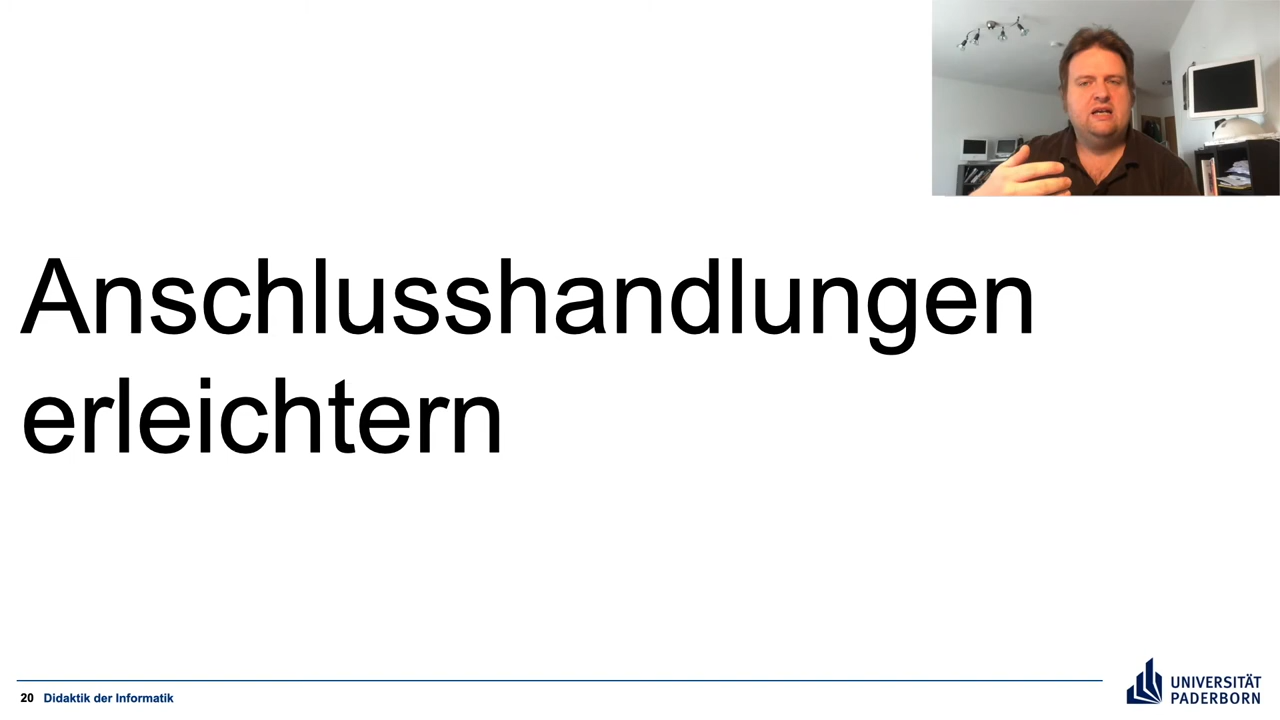 Anschlusshandlungen
erleichtern
20 Didaktik der Informatik
UNIVERSITÄT
PADERBORN